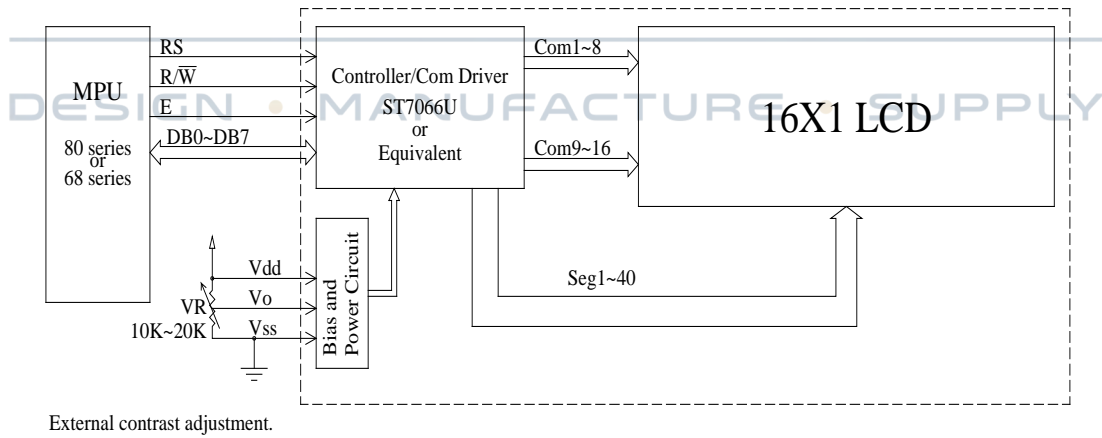 RS
R/W̅
E
DB0~DB7
MPU
80 series
or
68 series
Controller/Com Driver
ST7066U
or
Equivalent
Com1~8
Com9~16
16X1 LCD
DESIGN • MANUFACTURE • SUPPLY
Vdd
Vo
Vss
VR
10K~20K
Bias and
Power Circuit
Seg1~40
External contrast adjustment.